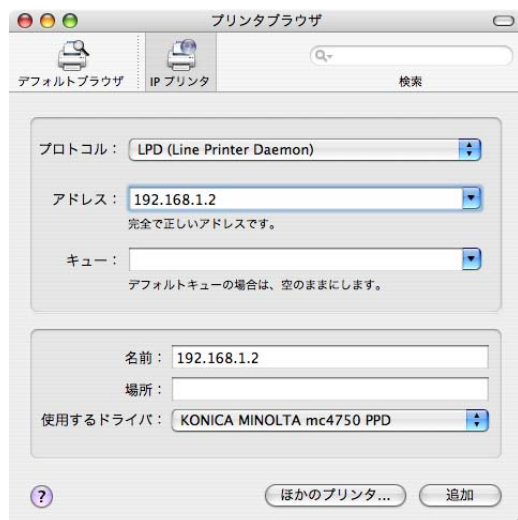 プリンタブラウザ
デフォルトブラウザ
IP プリンタ
検索
プロトコル： LPD (Line Printer Daemon)
アドレス： 192.168.1.2
完全で正しいアドレスです。
キュー：
デフォルトキューの場合は、空のままにします。
名前： 192.168.1.2
場所：
使用するドライバ： KONICA MINOLTA mc4750 PPD
?
ほかのプリンタ...
追加